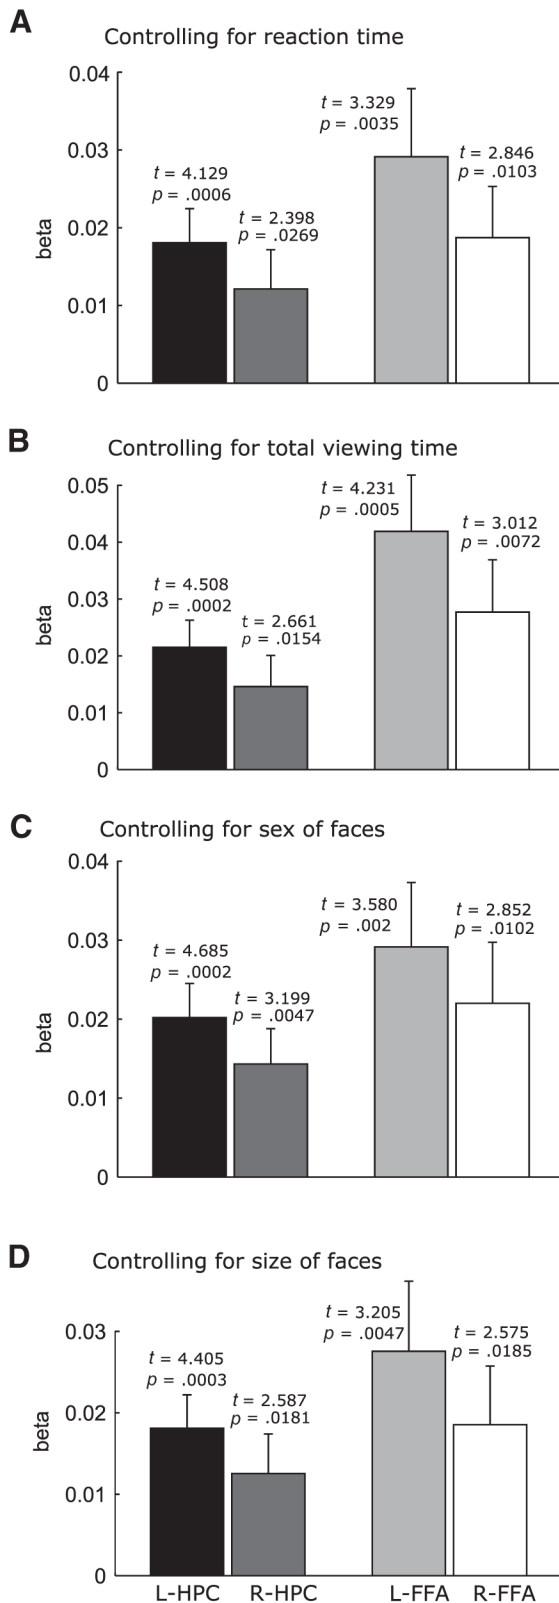 A
Controlling for reaction time
0.04
0.03
0.02
0.01
0
beta
t = 4.129
p = .0006
t = 2.398
p = .0269
t = 3.329
p = .0035
t = 2.846
p = .0103
B
Controlling for total viewing time
0.05
0.04
0.03
0.02
0.01
0
beta
t = 4.508
p = .0002
t = 2.661
p = .0154
t = 4.231
p = .0005
t = 3.012
p = .0072
C
Controlling for sex of faces
0.04
0.03
0.02
0.01
0
beta
t = 4.685
p = .0002
t = 3.199
p = .0047
t = 3.580
p = .002
t = 2.852
p = .0102
D
Controlling for size of faces
0.03
0.02
0.01
0
beta
t = 4.405
p = .0003
t = 2.587
p = .0181
t = 3.205
p = .0047
t = 2.575
p = .0185
L-HPC
R-HPC
L-FFA
R-FFA